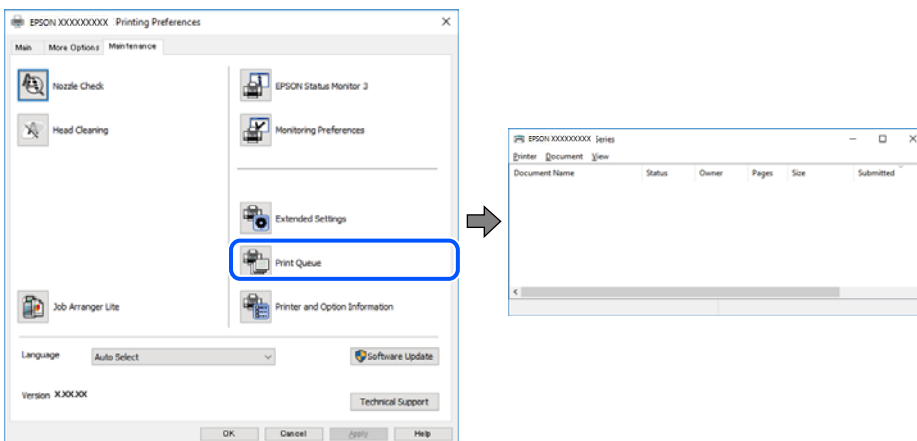 EPSON XXXXXXXXX Printing Preferences
Main More Options Maintenance
Nozzle Check
EPSON Status Monitor 3
Head Cleaning
Monitoring Preferences
Extended Settings
Print Queue
Job Arranger Lite
Printer and Option Information
Language Auto Select Software Update
Version X.XX.XX
Technical Support
OK Cancel Apply Help
EPSON XXXXXXXXXX Series
Printer Document View
Document Name Status Owner Pages Size Submitted